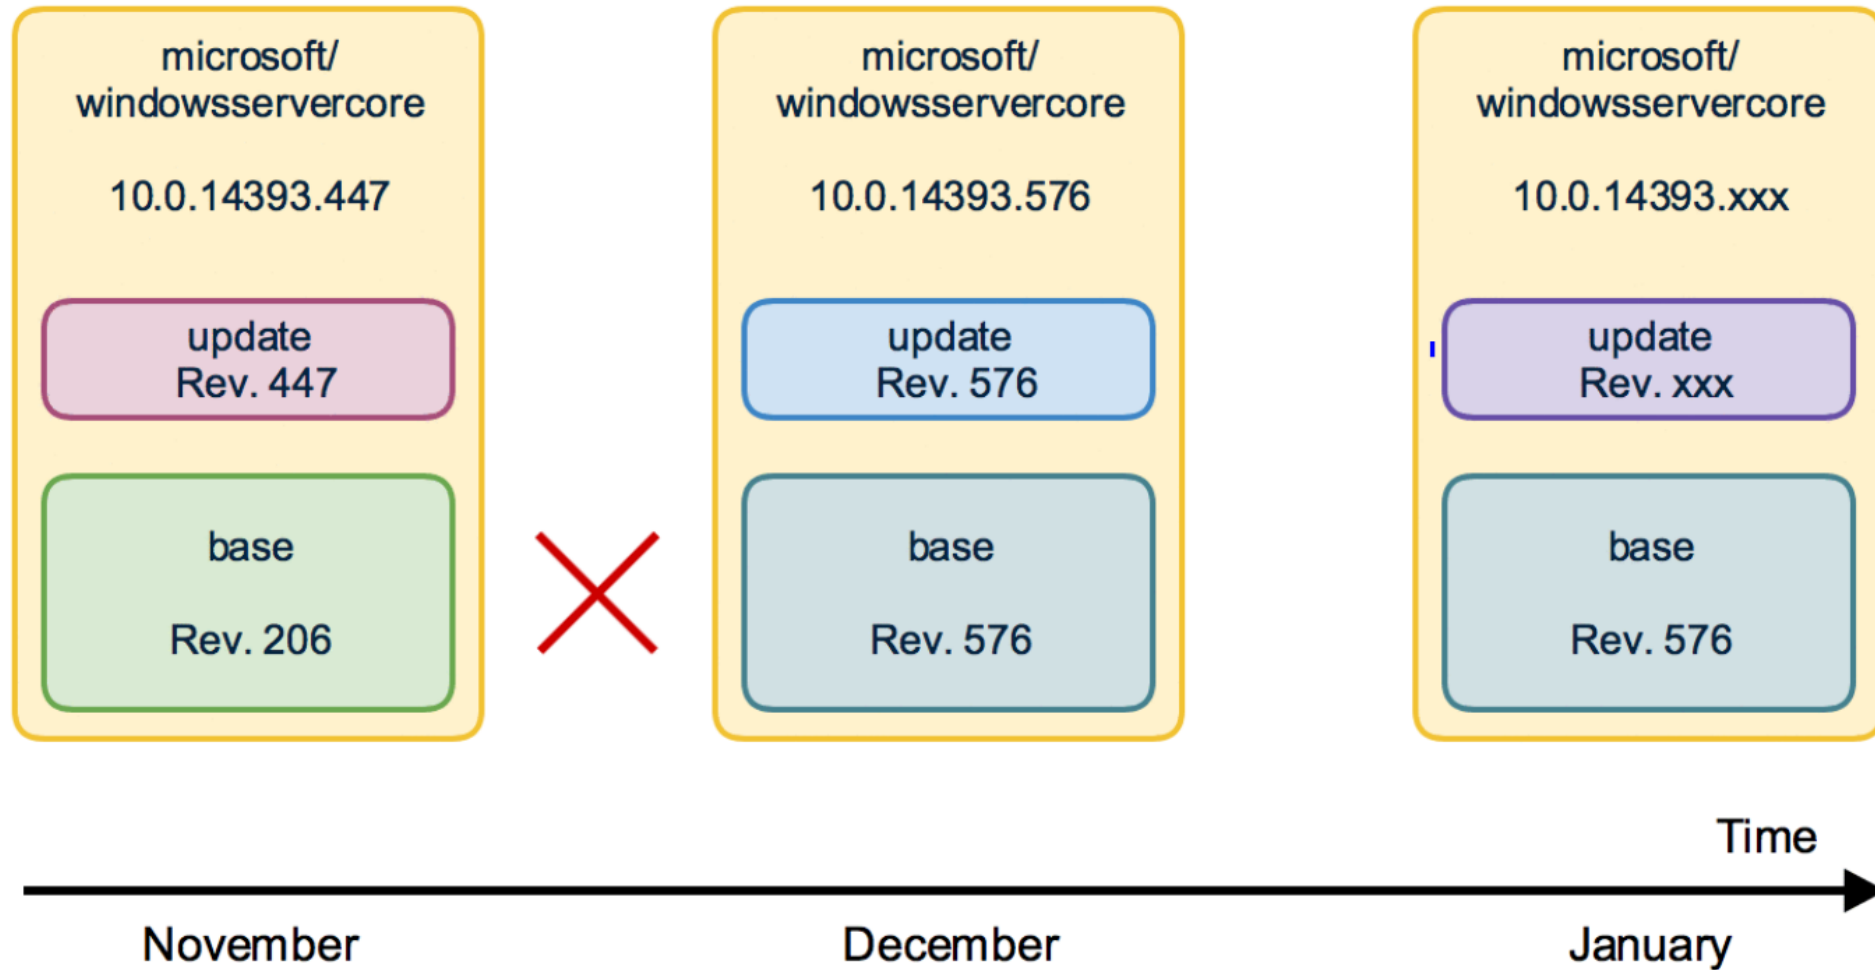 microsoft/
windowsservercore
10.0.14393.447
update
Rev. 447
base
Rev. 206
microsoft/
windowsservercore
10.0.14393.576
update
Rev. 576
base
Rev. 576
microsoft/
windowsservercore
10.0.14393.xxx
update
Rev. xxx
base
Rev. 576
Time
November
December
January